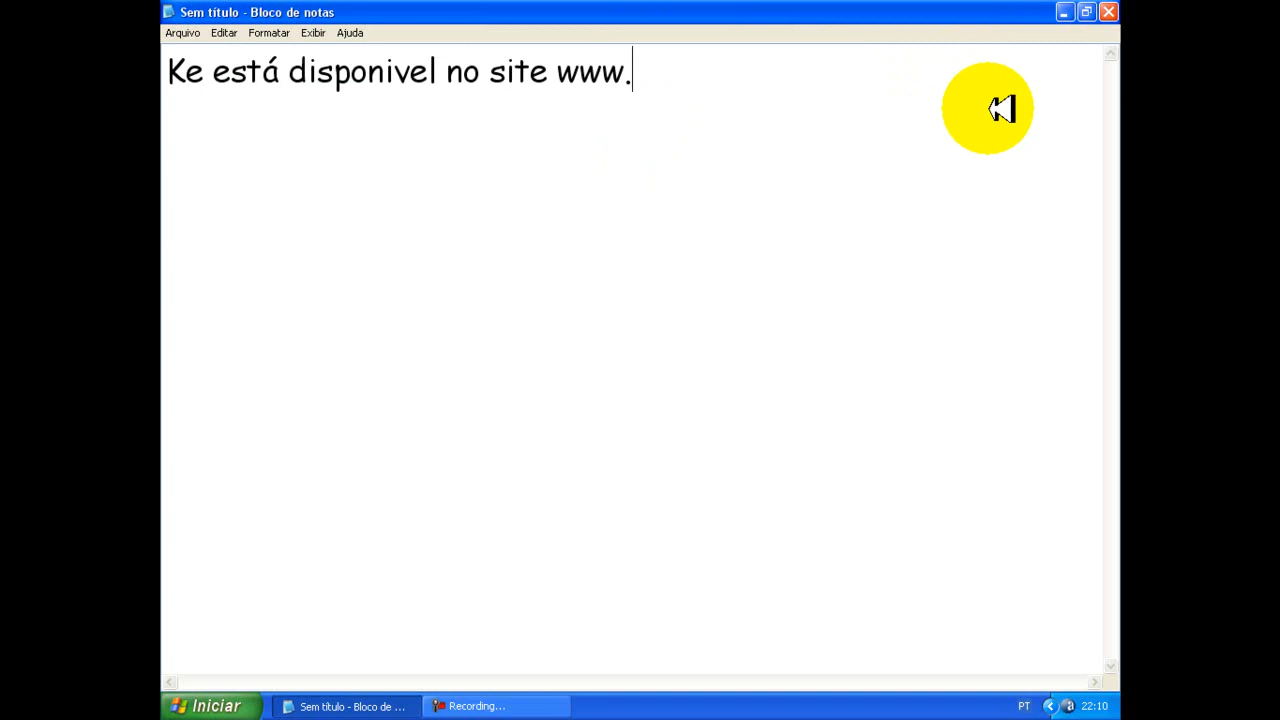 Sem título - Bloco de notas
Arquivo Editar Formatar Exibir Ajuda
Ke está disponivel no site www.
Iniciar Sem título - Bloco de ... Recording... PT a 22:10